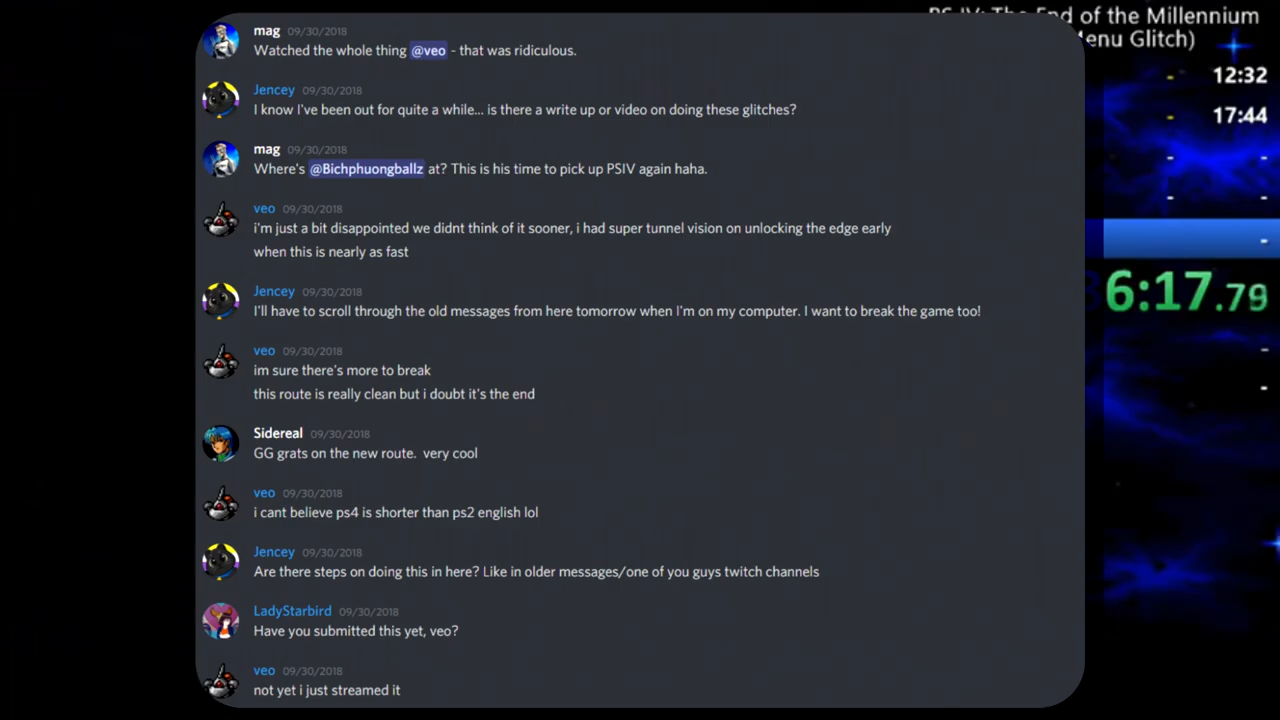 PS IV: The End of the Millennium
enu Glitch)
12:32
17:44
6:17.79
mag 09/30/2018
Watched the whole thing @veo - that was ridiculous.
Jencey 09/30/2018
I know I've been out for quite a while... is there a write up or video on doing these glitches?
mag 09/30/2018
Where's @Bichphuongballz at? This is his time to pick up PSIV again haha.
veo 09/30/2018
i'm just a bit disappointed we didnt think of it sooner, i had super tunnel vision on unlocking the edge early
when this is nearly as fast
Jencey 09/30/2018
I'll have to scroll through the old messages from here tomorrow when I'm on my computer. I want to break the game too!
veo 09/30/2018
im sure there's more to break
this route is really clean but i doubt it's the end
Sidereal 09/30/2018
GG grats on the new route. very cool
veo 09/30/2018
i cant believe ps4 is shorter than ps2 english lol
Jencey 09/30/2018
Are there steps on doing this in here? Like in older messages/one of you guys twitch channels
LadyStarbird 09/30/2018
Have you submitted this yet, veo?
veo 09/30/2018
not yet i just streamed it